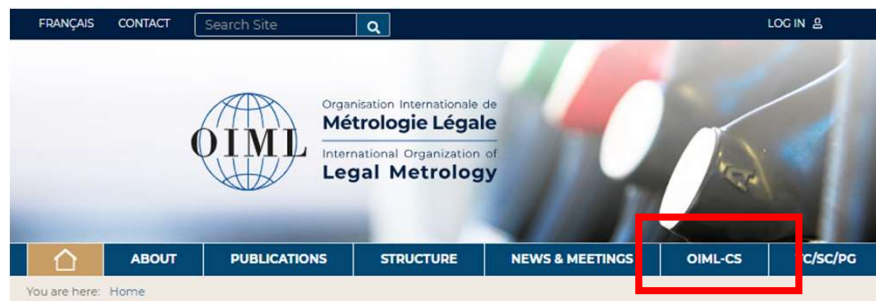 FRANÇAIS CONTACT Search Site LOG IN
OIML
Organisation Internationale de
Métrologie Légale
International Organization of
Legal Metrology
ABOUT PUBLICATIONS STRUCTURE NEWS & MEETINGS OIML-CS TC/SC/PG
You are here: Home